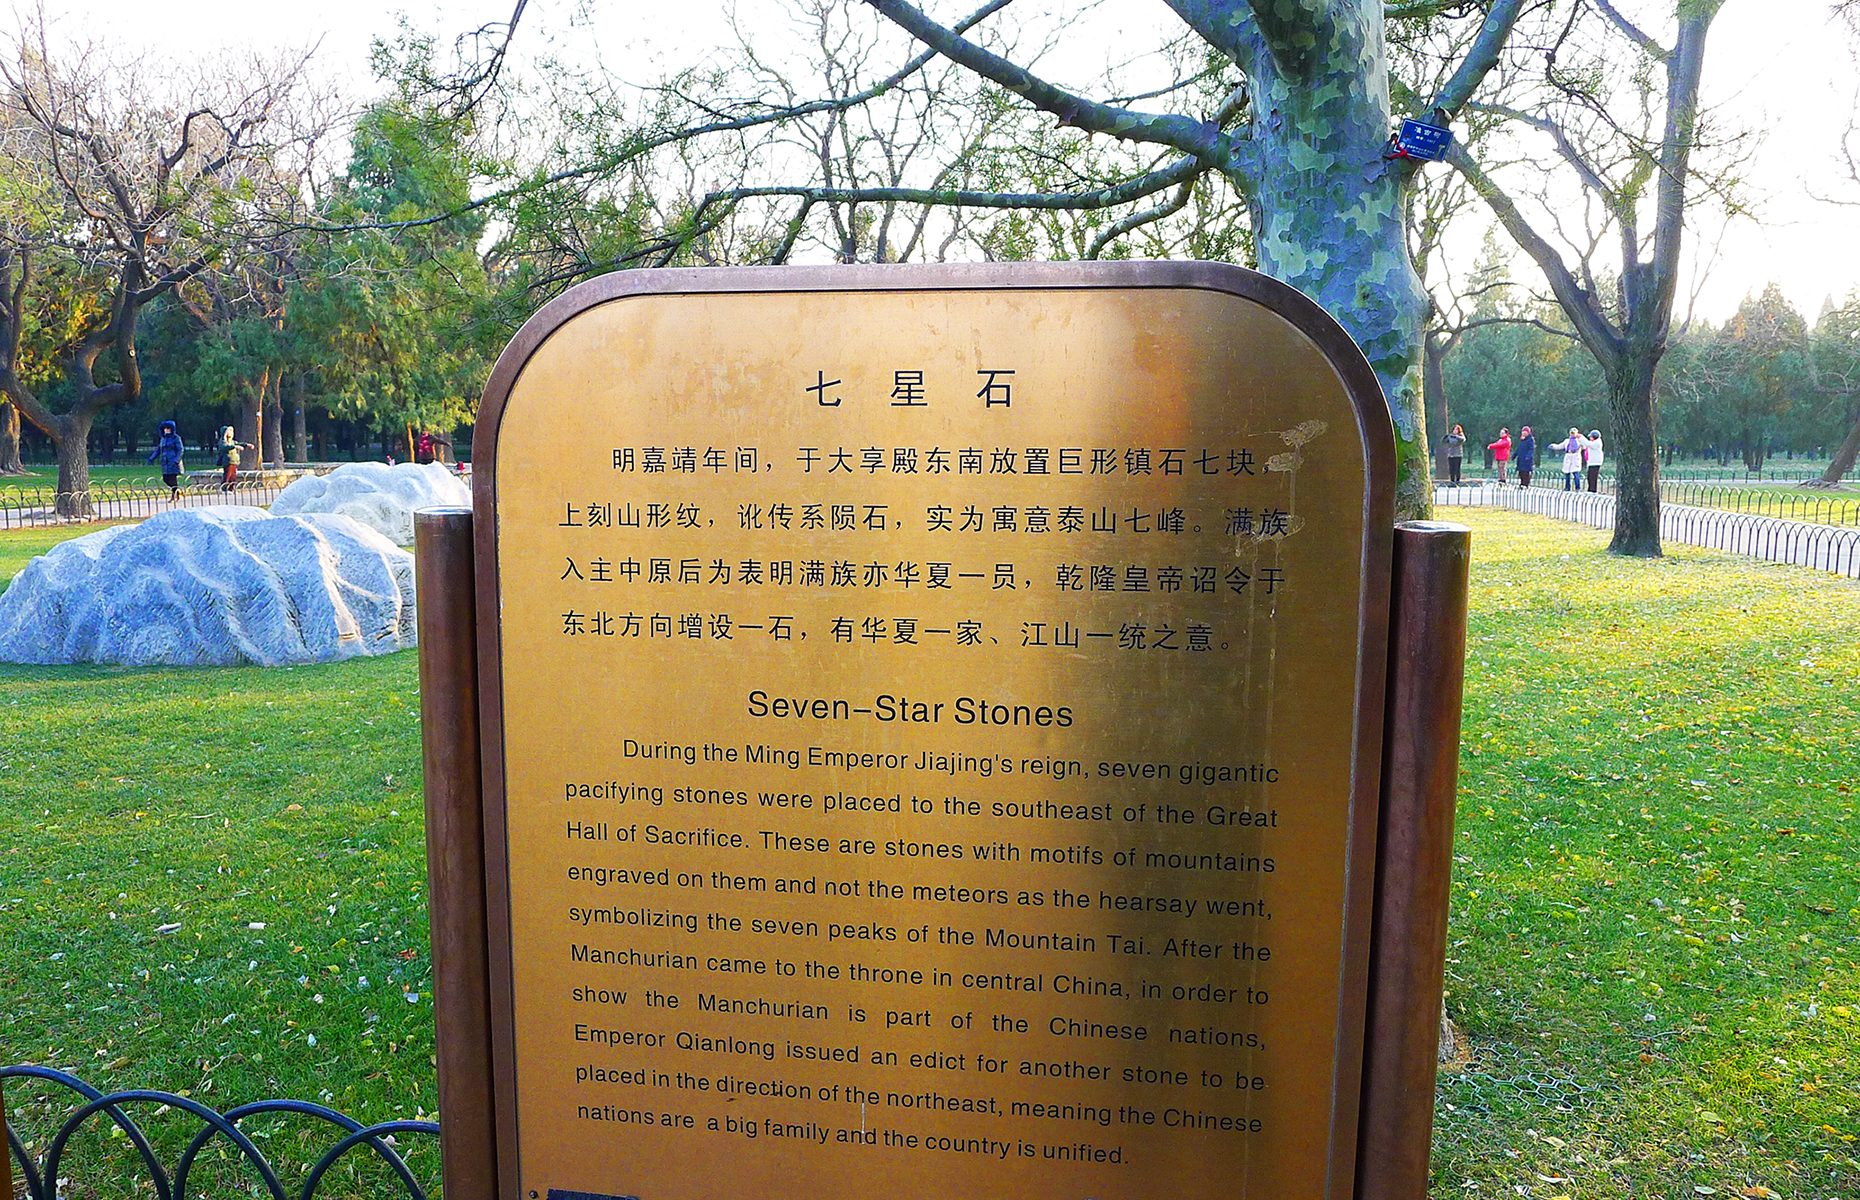 准古树
七星石
明嘉靖年间，于大享殿东南放置巨形镇石七块，
上刻山形纹，讹传系陨石，实为寓意泰山七峰。满族
入主中原后为表明满族亦华夏一员，乾隆皇帝诏令于
东北方向增设一石，有华夏一家、江山一统之意。
Seven-Star Stones
During the Ming Emperor Jiajing's reign, seven gigantic
pacifying stones were placed to the southeast of the Great
Hall of Sacrifice. These are stones with motifs of mountains
engraved on them and not the meteors as the hearsay went,
symbolizing the seven peaks of the Mountain Tai. After the
Manchurian came to the throne in central China, in order to
show the Manchurian is part of the Chinese nations,
Emperor Qianlong issued an edict for another stone to be
placed in the direction of the northeast, meaning the Chinese
nations are a big family and the country is unified.